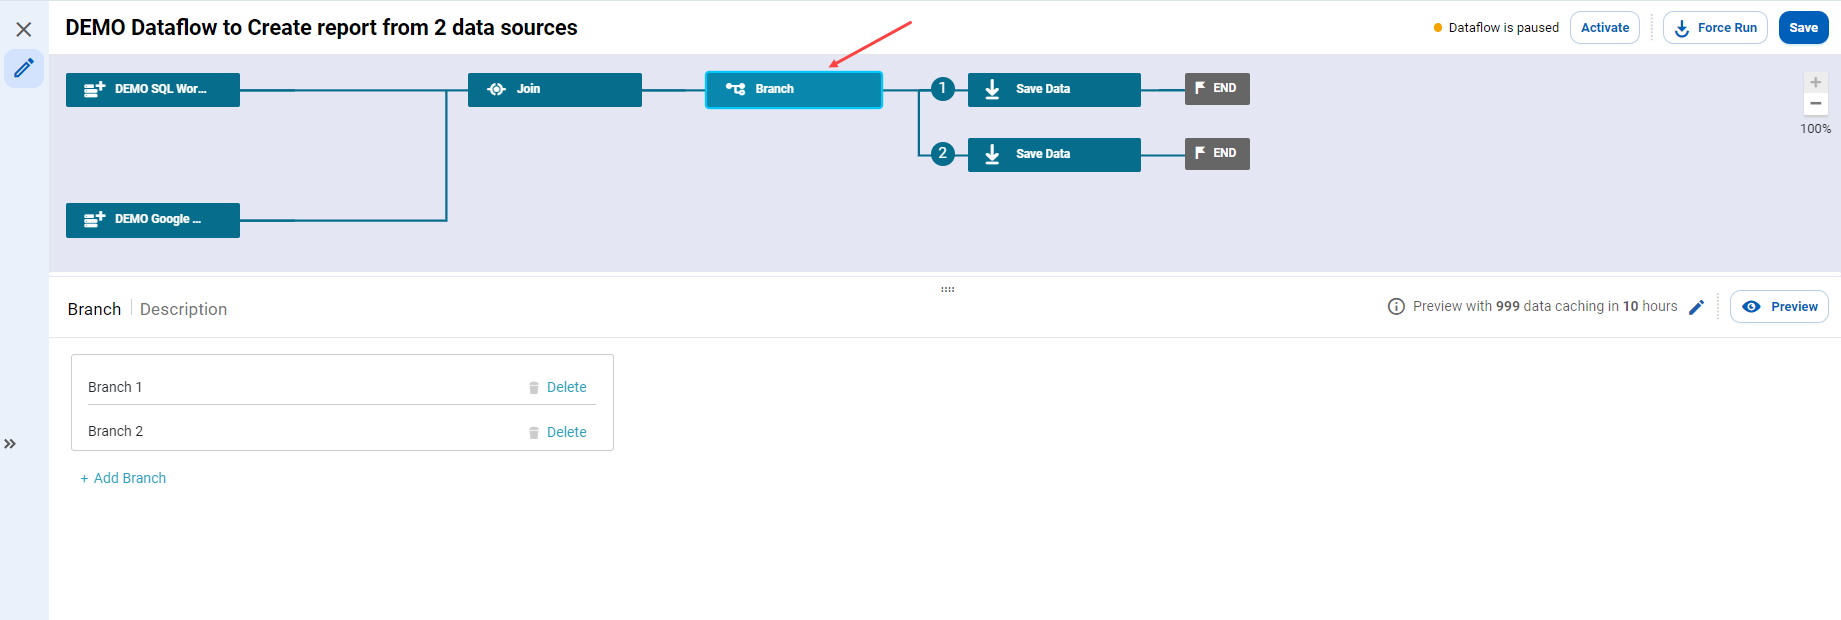 DEMO Dataflow to Create report from 2 data sources
Dataflow is paused
Activate
Force Run
Save
DEMO SQL Wor...
Join
Branch
1
Save Data
END
2
Save Data
END
DEMO Google ...
100%
Branch
Description
Preview with 999 data caching in 10 hours
Preview
Branch 1
Delete
Branch 2
Delete
+ Add Branch